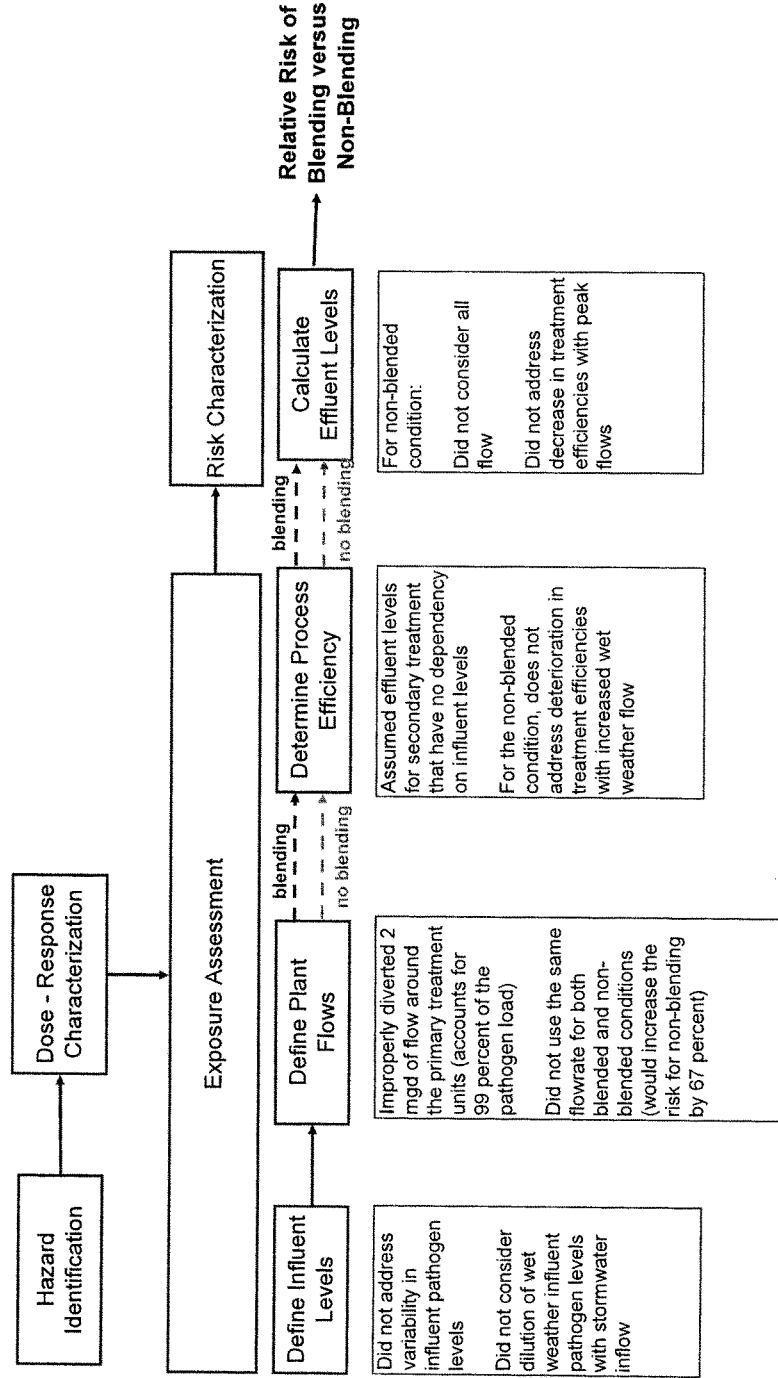 Hazard
Identification
Dose - Response
Characterization
Exposure Assessment
Risk Characterization
Define Influent
Levels
Define Plant
Flows
blending
no blending
Determine Process
Efficiency
blending
no blending
Calculate
Effluent Levels
Relative Risk of
Blending versus
Non-Blending
Did not address
variability in
influent pathogen
levels
Did not consider
dilution of wet
weather influent
pathogen levels
with stormwater
inflow
Improperly diverted 2
mgd of flow around
the primary treatment
units (accounts for
99 percent of the
pathogen load)
Did not use the same
flowrate for both
blended and non-
blended conditions
(would increase the
risk for non-blending
by 67 percent)
Assumed effluent levels
for secondary treatment
that have no dependency
on influent levels
For the non-blended
condition, does not
address deterioration in
treatment efficiencies
with increased wet
weather flow
For non-blended
condition:
Did not consider all
flow
Did not address
decrease in treatment
efficiencies with peak
flows